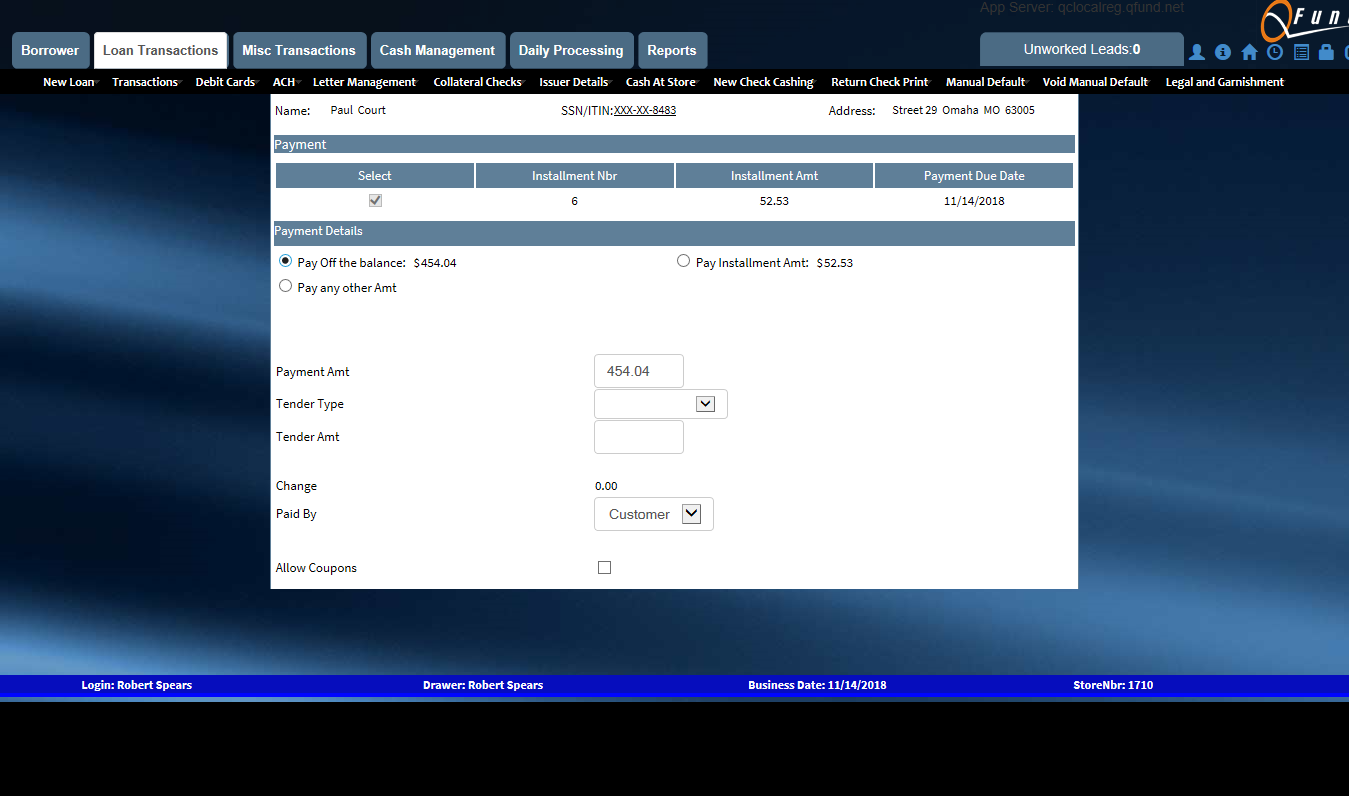 App Server: qclocalreg.qfund.net
QFun
Borrower Loan Transactions Misc Transactions Cash Management Daily Processing Reports Unworked Leads:0
New Loan Transactions Debit Cards ACH Letter Management Collateral Checks Issuer Details Cash At Store New Check Cashing Return Check Print Manual Default Void Manual Default Legal and Garnishment
Name: Paul Court SSN/ITIN:XXX-XX-8483 Address: Street 29 Omaha MO 63005
Payment
Select Installment Nbr Installment Amt Payment Due Date
6 52.53 11/14/2018
Payment Details
Pay Off the balance: $454.04 Pay Installment Amt: $52.53
Pay any other Amt
Payment Amt 454.04
Tender Type
Tender Amt
Change 0.00
Paid By Customer
Allow Coupons
Login: Robert Spears Drawer: Robert Spears Business Date: 11/14/2018 StoreNbr: 1710